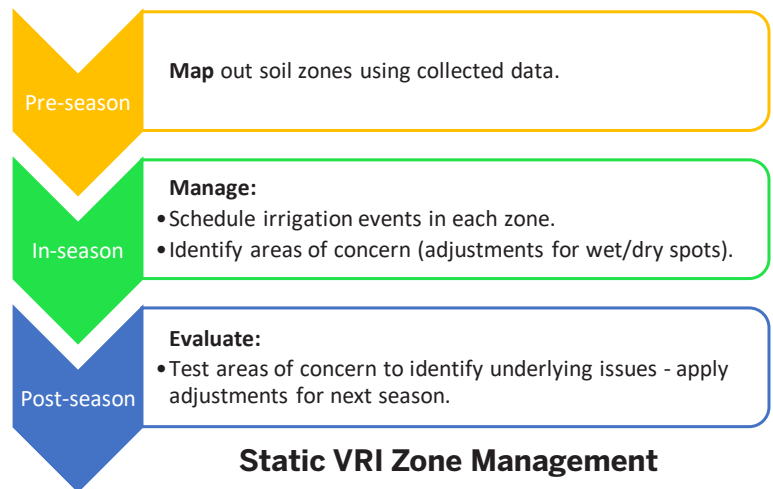 Pre-season
Map out soil zones using collected data.
In-season
Manage:
•Schedule irrigation events in each zone.
•Identify areas of concern (adjustments for wet/dry spots).
Post-season
Evaluate:
•Test areas of concern to identify underlying issues - apply
adjustments for next season.
Static VRI Zone Management